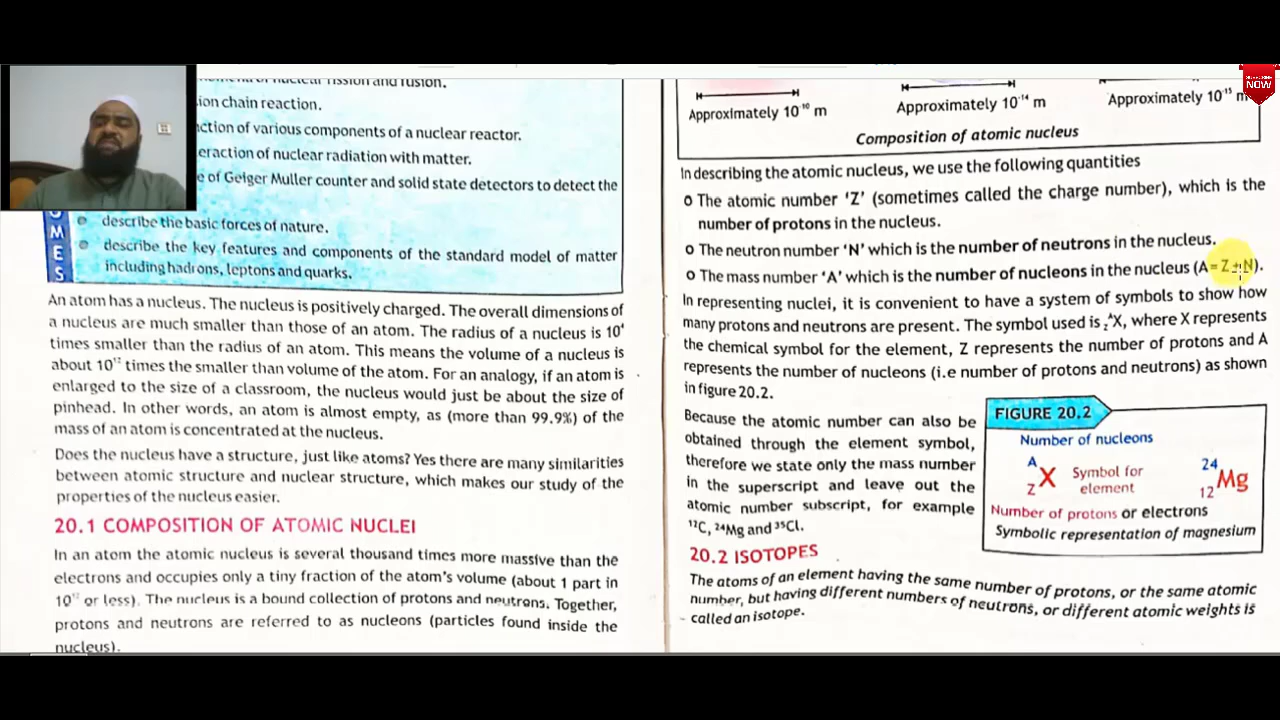 nuclear fission and fusion.
ion chain reaction.
ction of various components of a nuclear reactor.
eraction of nuclear radiation with matter.
e of Geiger Muller counter and solid state detectors to detect the
O
M
E
S
describe the basic forces of nature.
describe the key features and components of the standard model of matter
including hadrons, leptons and quarks.
An atom has a nucleus. The nucleus is positively charged. The overall dimensions of
a nucleus are much smaller than those of an atom. The radius of a nucleus is 10⁴
times smaller than the radius of an atom. This means the volume of a nucleus is
about 10¹² times the smaller than volume of the atom. For an analogy, if an atom is
enlarged to the size of a classroom, the nucleus would just be about the size of
pinhead. In other words, an atom is almost empty, as (more than 99.9%) of the
mass of an atom is concentrated at the nucleus.
Does the nucleus have a structure, just like atoms? Yes there are many similarities
between atomic structure and nuclear structure, which makes our study of the
properties of the nucleus easier.
20.1 COMPOSITION OF ATOMIC NUCLEI
In an atom the atomic nucleus is several thousand times more massive than the
electrons and occupies only a tiny fraction of the atom's volume (about 1 part in
10¹² or less). The nucleus is a bound collection of protons and neutrons. Together,
protons and neutrons are referred to as nucleons (particles found inside the
nucleus).
NOW
Approximately 10⁻¹⁰ m
Approximately 10⁻¹⁴ m
Approximately 10⁻¹⁵ m
Composition of atomic nucleus
In describing the atomic nucleus, we use the following quantities
o The atomic number 'Z' (sometimes called the charge number), which is the
number of protons in the nucleus.
o The neutron number 'N' which is the number of neutrons in the nucleus.
o The mass number 'A' which is the number of nucleons in the nucleus (A=Z+N).
In representing nuclei, it is convenient to have a system of symbols to show how
many protons and neutrons are present. The symbol used is ᴬ_ZX, where X represents
the chemical symbol for the element, Z represents the number of protons and A
represents the number of nucleons (i.e number of protons and neutrons) as shown
in figure 20.2.
Because the atomic number can also be
obtained through the element symbol,
therefore we state only the mass number
in the superscript and leave out the
atomic number subscript, for example
¹²C, ²⁴Mg and ³⁵Cl.
FIGURE 20.2
Number of nucleons
A
Z X
Symbol for
element
24
12 Mg
Number of protons or electrons
Symbolic representation of magnesium
20.2 ISOTOPES
The atoms of an element having the same number of protons, or the same atomic
number, but having different numbers of neutrons, or different atomic weights is
called an isotope.